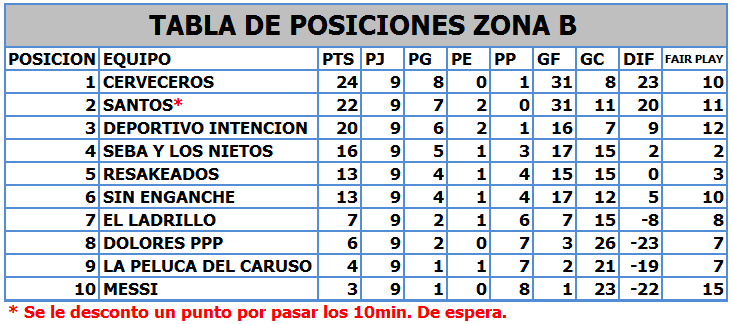 TABLA DE POSICIONES ZONA B
POSICION EQUIPO PTS PJ PG PE PP GF GC DIF FAIR PLAY
1 CERVECEROS 24 9 8 0 1 31 8 23 10
2 SANTOS* 22 9 7 2 0 31 11 20 11
3 DEPORTIVO INTENCION 20 9 6 2 1 16 7 9 12
4 SEBA Y LOS NIETOS 16 9 5 1 3 17 15 2 2
5 RESAKEADOS 13 9 4 1 4 15 15 0 3
6 SIN ENGANCHE 13 9 4 1 4 17 12 5 10
7 EL LADRILLO 7 9 2 1 6 7 15 -8 8
8 DOLORES PPP 6 9 2 0 7 3 26 -23 7
9 LA PELUCA DEL CARUSO 4 9 1 1 7 2 21 -19 7
10 MESSI 3 9 1 0 8 1 23 -22 15
* Se le desconto un punto por pasar los 10min. De espera.